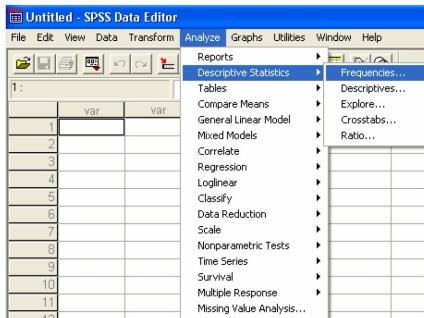 Untitled - SPSS Data Editor
File Edit View Data Transform Analyze Graphs Utilities Window Help
1 :
var var
Reports
Descriptive Statistics
Tables
Compare Means
General Linear Model
Mixed Models
Correlate
Regression
Loglinear
Classify
Data Reduction
Scale
Nonparametric Tests
Time Series
Survival
Multiple Response
Missing Value Analysis...
Frequencies...
Descriptives...
Explore...
Crosstabs...
Ratio...
1
2
3
4
5
6
7
8
9
10
11